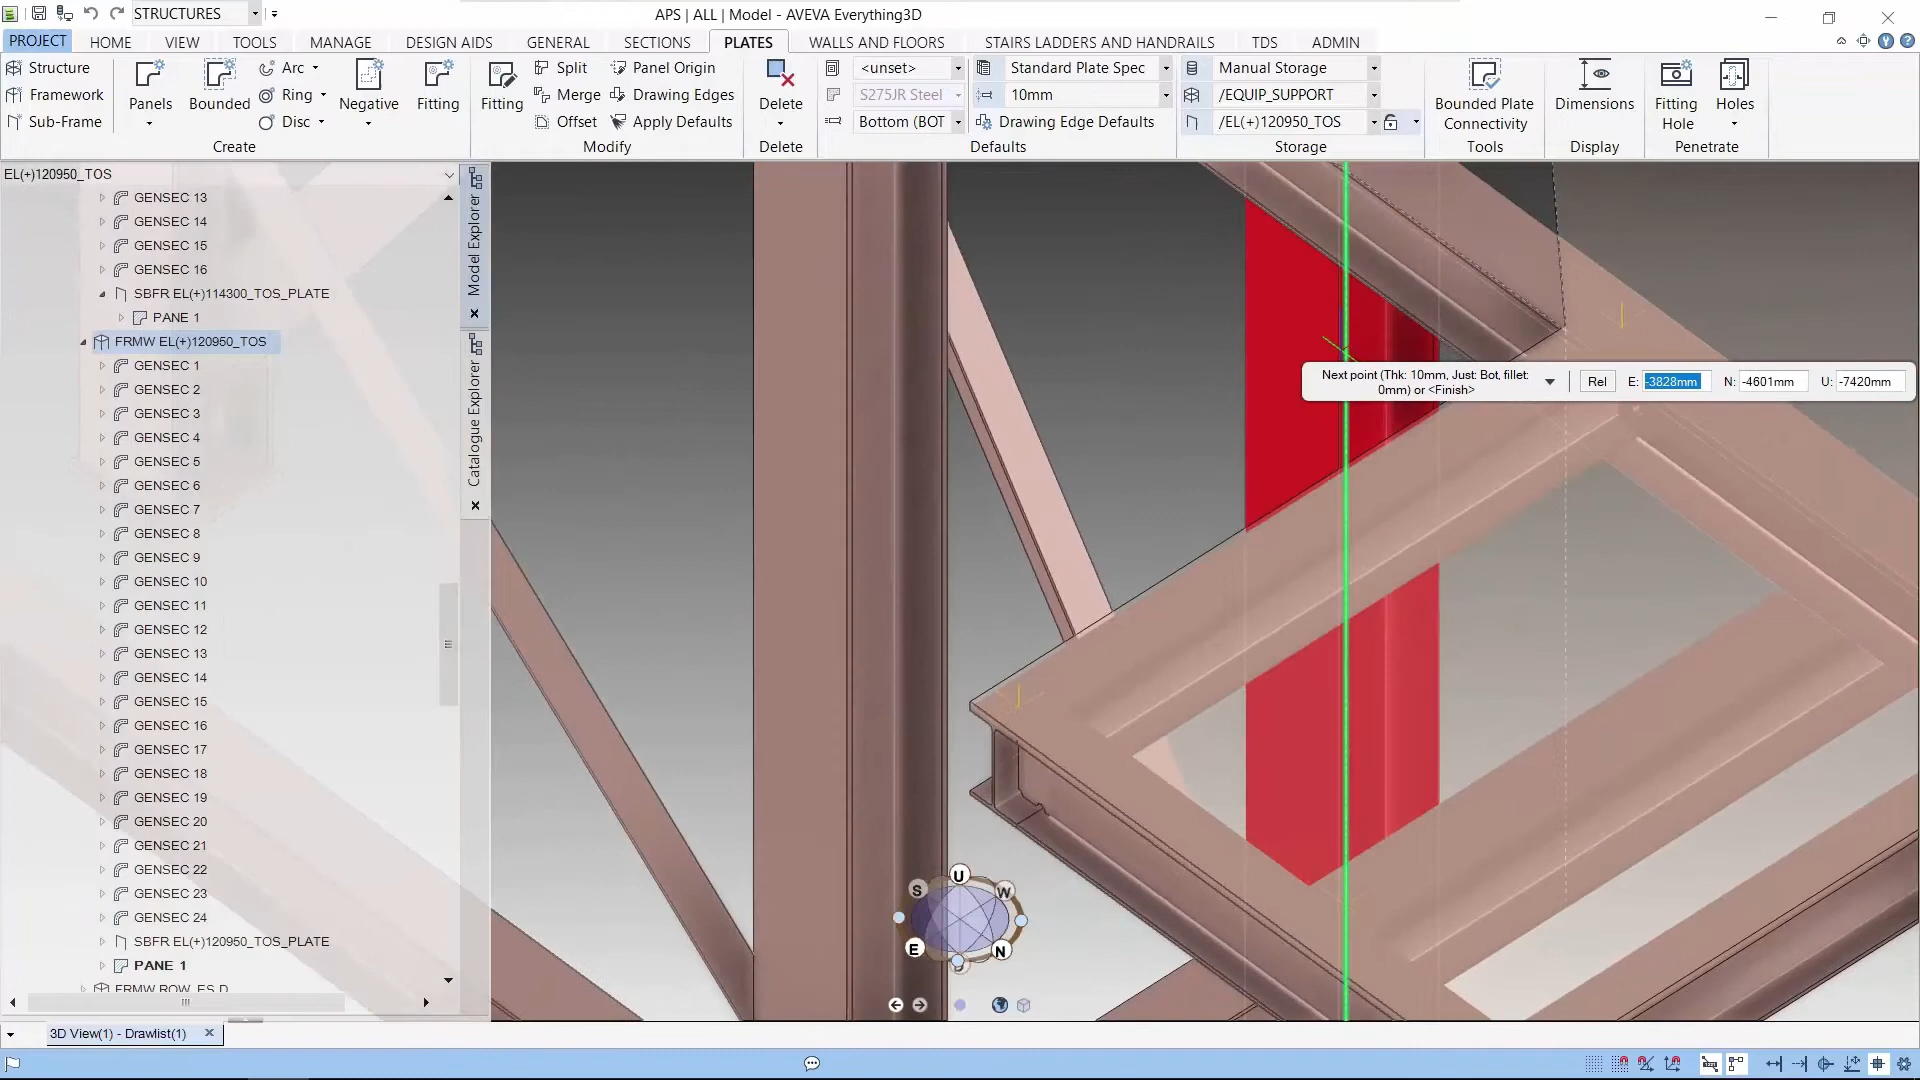 STRUCTURES
APS | ALL | Model - AVEVA Everything3D
PROJECT HOME VIEW TOOLS MANAGE DESIGN AIDS GENERAL SECTIONS PLATES WALLS AND FLOORS STAIRS LADDERS AND HANDRAILS TDS ADMIN
Structure
Framework
Sub-Frame
Panels
Bounded
Arc
Ring
Disc
Negative
Fitting
Create
Fitting
Split
Merge
Offset
Panel Origin
Drawing Edges
Apply Defaults
Modify
Delete
Delete
<unset>
S275JR Steel
Bottom (BOT
Standard Plate Spec
10mm
Drawing Edge Defaults
Defaults
Manual Storage
/EQUIP_SUPPORT
/EL(+)120950_TOS
Storage
Bounded Plate
Connectivity
Tools
Dimensions
Display
Fitting
Hole
Holes
Penetrate
EL(+)120950_TOS
GENSEC 13
GENSEC 14
GENSEC 15
GENSEC 16
SBFR EL(+)114300_TOS_PLATE
PANE 1
FRMW EL(+)120950_TOS
GENSEC 1
GENSEC 2
GENSEC 3
GENSEC 4
GENSEC 5
GENSEC 6
GENSEC 7
GENSEC 8
GENSEC 9
GENSEC 10
GENSEC 11
GENSEC 12
GENSEC 13
GENSEC 14
GENSEC 15
GENSEC 16
GENSEC 17
GENSEC 18
GENSEC 19
GENSEC 20
GENSEC 21
GENSEC 22
GENSEC 23
GENSEC 24
SBFR EL(+)120950_TOS_PLATE
PANE 1
FRMW ROW_ES_D
Model Explorer
Catalogue Explorer
Next point (Thk: 10mm, Just: Bot, fillet:
0mm) or <Finish>
Rel E: -3828mm N: -4601mm U: -7420mm
U
S W
E N
3D View(1) - Drawlist(1)